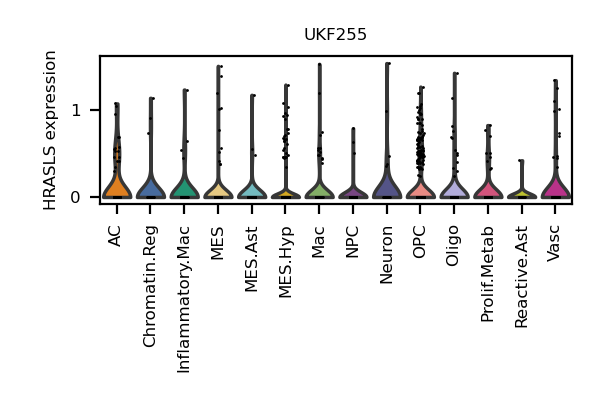 UKF255
HRASLS expression
1
0
AC
Chromatin.Reg
Inflammatory.Mac
MES
MES.Ast
MES.Hyp
Mac
NPC
Neuron
OPC
Oligo
Prolif.Metab
Reactive.Ast
Vasc